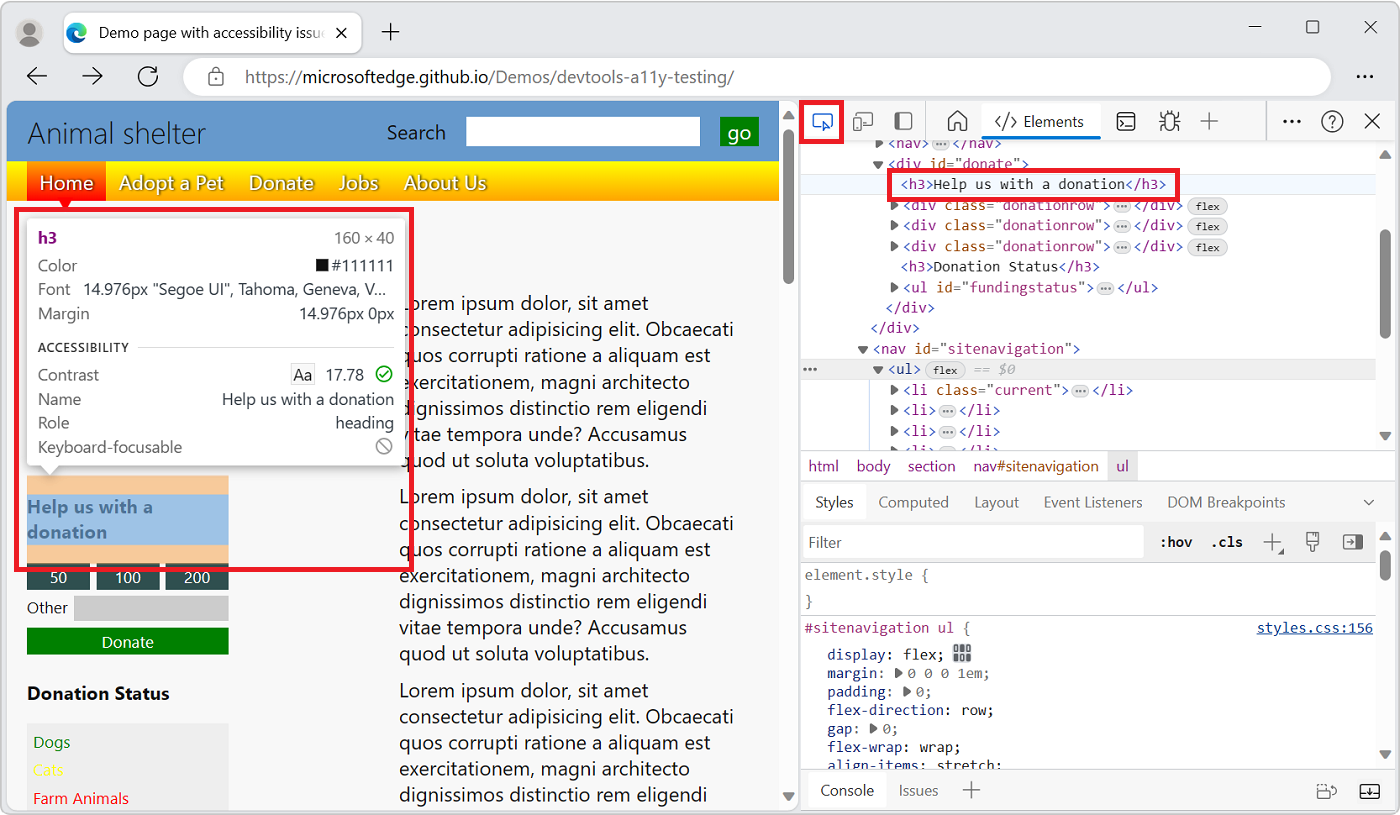 Demo page with accessibility issu
https://microsoftedge.github.io/Demos/devtools-a11y-testing/
Animal shelter
Search
go
Home
Adopt a Pet
Donate
Jobs
About Us
h3
160 × 40
Color
#111111
Font
14.976px "Segoe UI", Tahoma, Geneva, V...
Margin
14.976px 0px
ACCESSIBILITY
Contrast
Aa
17.78
Name
Help us with a donation
Role
heading
Keyboard-focusable
Help us with a
donation
50
100
200
Other
Donate
Donation Status
Dogs
Cats
Farm Animals
Lorem ipsum dolor, sit amet
consectetur adipisicing elit. Obcaecati
quos corrupti ratione a aliquam est
exercitationem, magni architecto
dignissimos distinctio rem eligendi
vitae tempora unde? Accusamus
quod ut soluta voluptatibus.
Lorem ipsum dolor, sit amet
consectetur adipisicing elit. Obcaecati
quos corrupti ratione a aliquam est
exercitationem, magni architecto
dignissimos distinctio rem eligendi
vitae tempora unde? Accusamus
quod ut soluta voluptatibus.
Lorem ipsum dolor, sit amet
consectetur adipisicing elit. Obcaecati
quos corrupti ratione a aliquam est
exercitationem, magni architecto
dignissimos distinctio rem eligendi
Elements
<nav> ... </nav>
<div id="donate">
<h3>Help us with a donation</h3>
<div class="donationrow"> ... </div> flex
<div class="donationrow"> ... </div> flex
<div class="donationrow"> ... </div> flex
<h3>Donation Status</h3>
<ul id="fundingstatus"> ... </ul>
</div>
</div>
<nav id="sitenavigation">
<ul> flex == $0
<li class="current"> ... </li>
<li> ... </li>
<li> ... </li>
<li> ... </li>
html body section nav#sitenavigation ul
Styles Computed Layout Event Listeners DOM Breakpoints
Filter
:hov .cls
element.style {
}
#sitenavigation ul {
styles.css:156
display: flex;
margin: 0 0 0 1em;
padding: 0;
flex-direction: row;
gap: 0;
flex-wrap: wrap;
align-items: stretch;
Console Issues